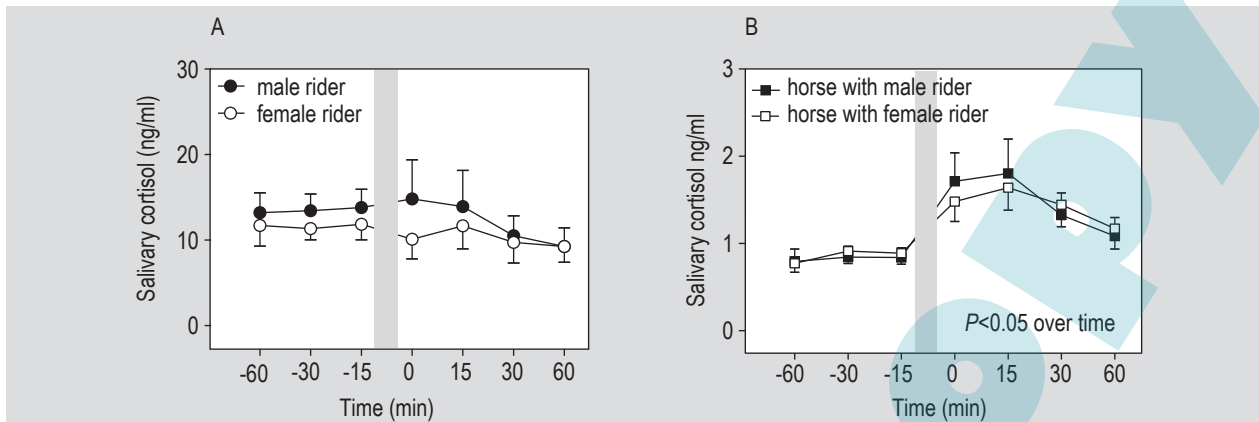 A
30
20
10
0
Salivary cortisol (ng/ml)
male rider
female rider
-60 -30 -15 0 15 30 60
Time (min)
B
3
2
1
0
Salivary cortisol ng/ml
horse with male rider
horse with female rider
P<0.05 over time
-60 -30 -15 0 15 30 60
Time (min)
OPY